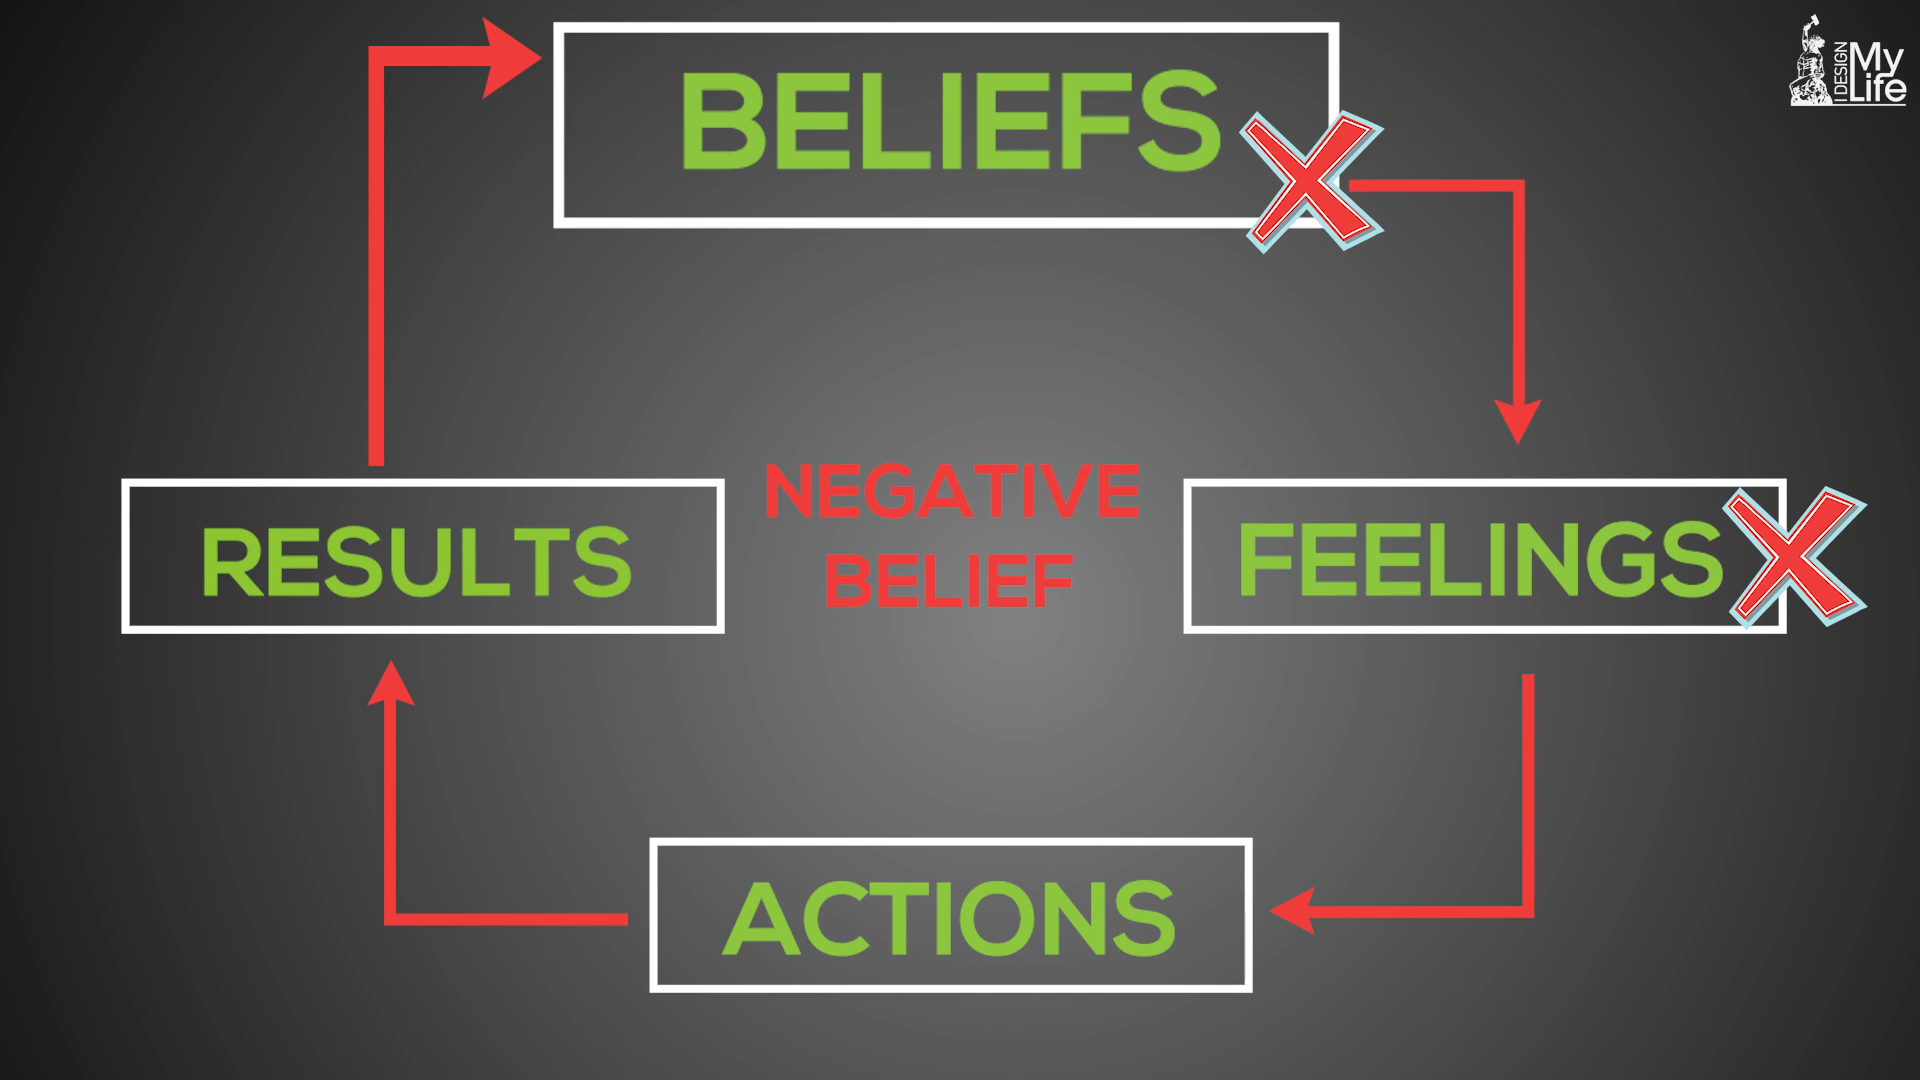 BELIEFS
I DESIGN
My
Life
NEGATIVE
BELIEF
RESULTS
FEELINGS
ACTIONS